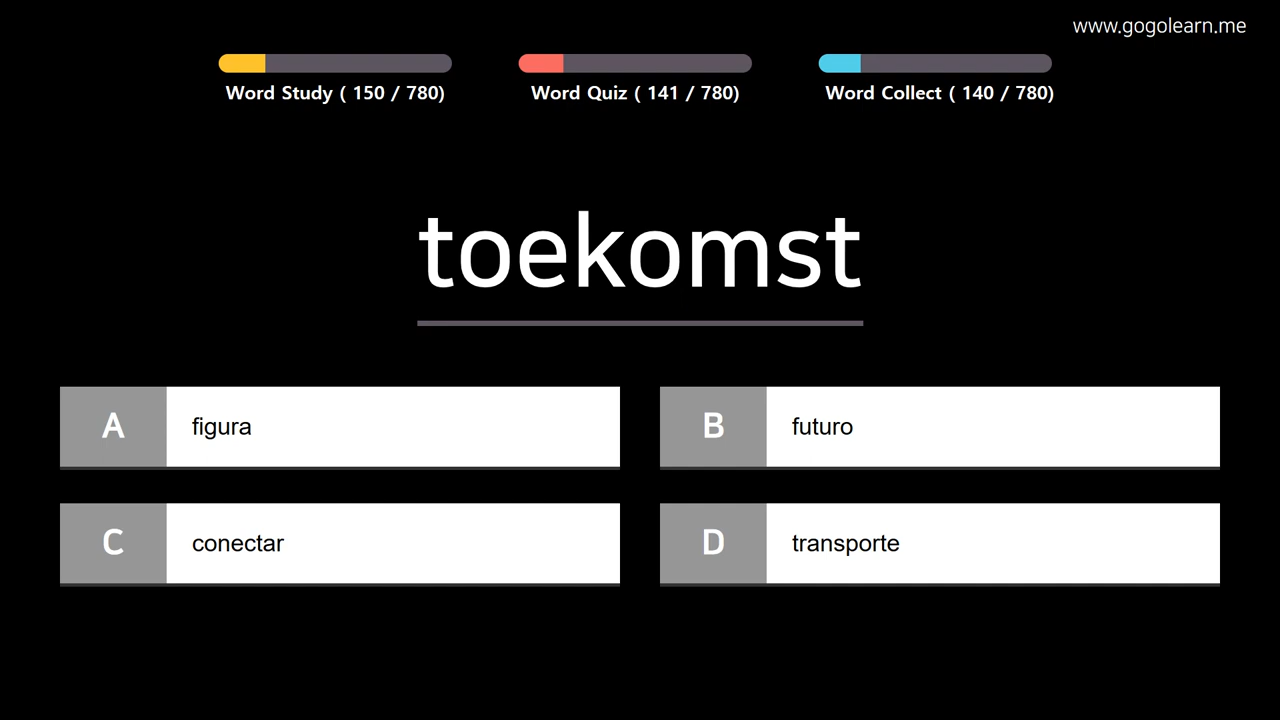 www.gogolearn.me
Word Study ( 150 / 780)
Word Quiz ( 141 / 780)
Word Collect ( 140 / 780)
toekomst
A figura
B futuro
C conectar
D transporte